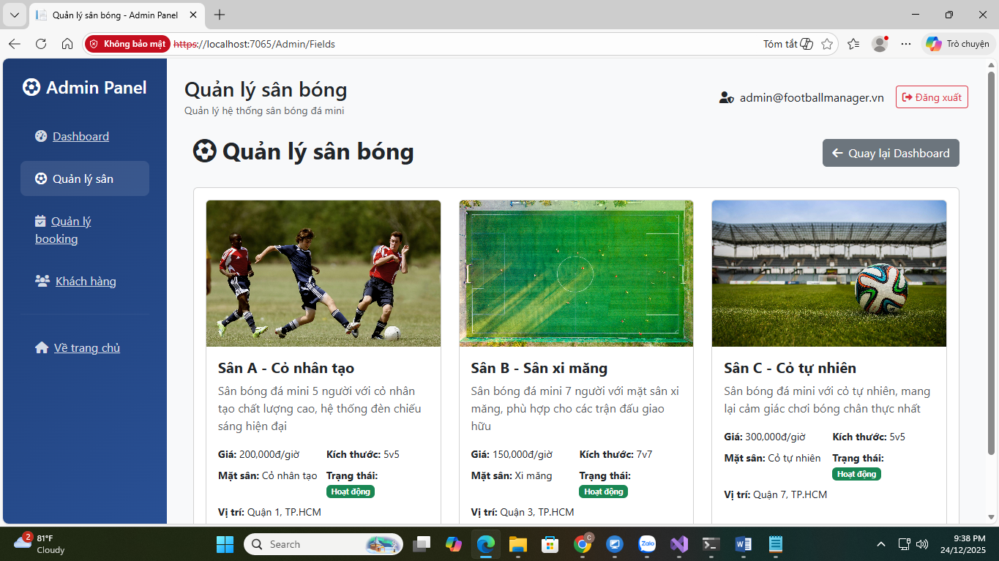 Quản lý sân bóng - Admin Panel
Không bảo mật https://localhost:7065/Admin/Fields
Tóm tắt
Trò chuyện
Admin Panel
Dashboard
Quản lý sân
Quản lý
booking
Khách hàng
Về trang chủ
Quản lý sân bóng
Quản lý hệ thống sân bóng đá mini
admin@footballmanager.vn
Đăng xuất
Quản lý sân bóng
Quay lại Dashboard
Sân A - Cỏ nhân tạo
Sân bóng đá mini 5 người với cỏ nhân
tạo chất lượng cao, hệ thống đèn chiếu
sáng hiện đại
Giá: 200,000đ/giờ Kích thước: 5v5
Mặt sân: Cỏ nhân tạo Trạng thái:
Hoạt động
Vị trí: Quận 1, TP.HCM
Sân B - Sân xi măng
Sân bóng đá mini 7 người với mặt sân xi
măng, phù hợp cho các trận đấu giao
hữu
Giá: 150,000đ/giờ Kích thước: 7v7
Mặt sân: Xi măng Trạng thái:
Hoạt động
Vị trí: Quận 3, TP.HCM
Sân C - Cỏ tự nhiên
Sân bóng đá mini với cỏ tự nhiên, mang
lại cảm giác chơi bóng chân thực nhất
Giá: 300,000đ/giờ Kích thước: 5v5
Mặt sân: Cỏ tự nhiên Trạng thái:
Hoạt động
Vị trí: Quận 7, TP.HCM
2
81°F
Cloudy
Search
C
Zalo
9:38 PM
24/12/2025